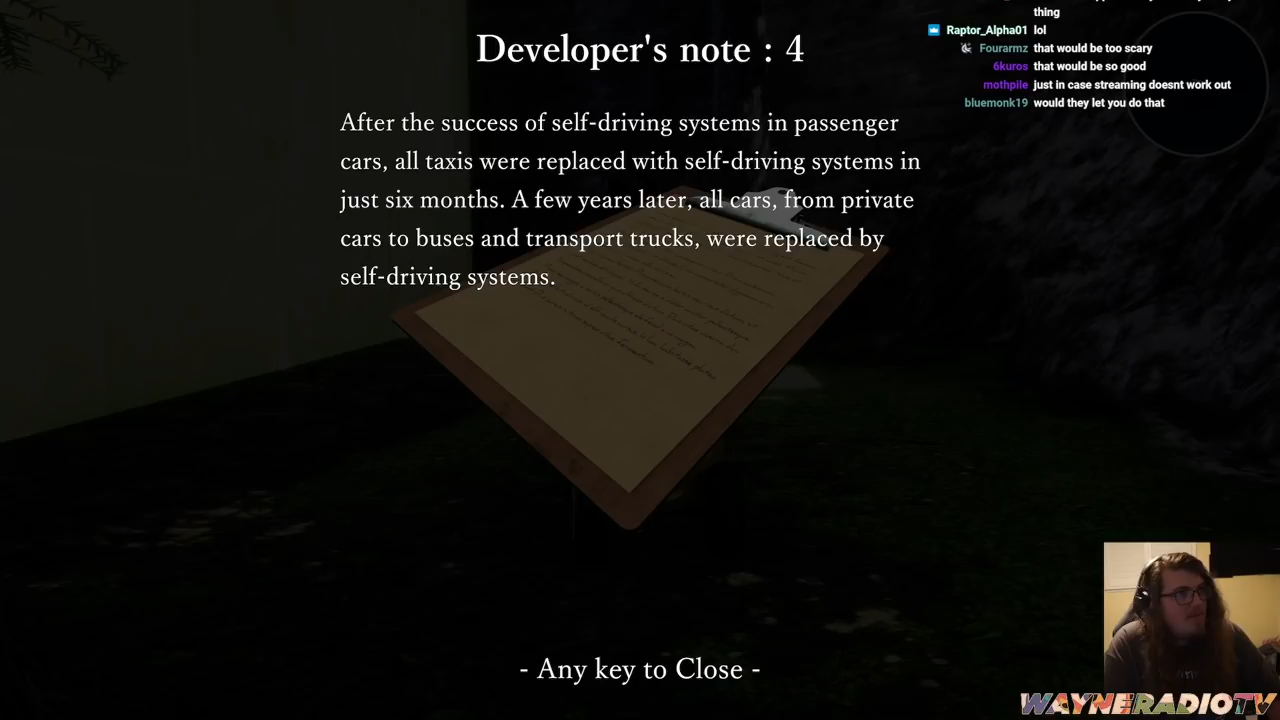 Developer's note : 4
thing
Raptor_Alpha01 lol
Fourarmz that would be too scary
6kuros that would be so good
mothpile just in case streaming doesnt work out
bluemonk19 would they let you do that
After the success of self-driving systems in passenger
cars, all taxis were replaced with self-driving systems in
just six months. A few years later, all cars, from private
cars to buses and transport trucks, were replaced by
self-driving systems.
- Any key to Close -
WAYNERADIOTV